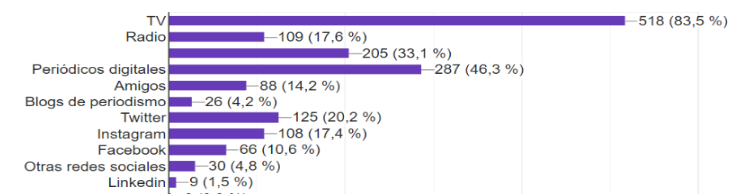 TV 518 (83,5 %)
Radio 109 (17,6 %)
205 (33,1 %)
Periódicos digitales 287 (46,3 %)
Amigos 88 (14,2 %)
Blogs de periodismo 26 (4,2 %)
Twitter 125 (20,2 %)
Instagram 108 (17,4 %)
Facebook 66 (10,6 %)
Otras redes sociales 30 (4,8 %)
Linkedin 9 (1,5 %)